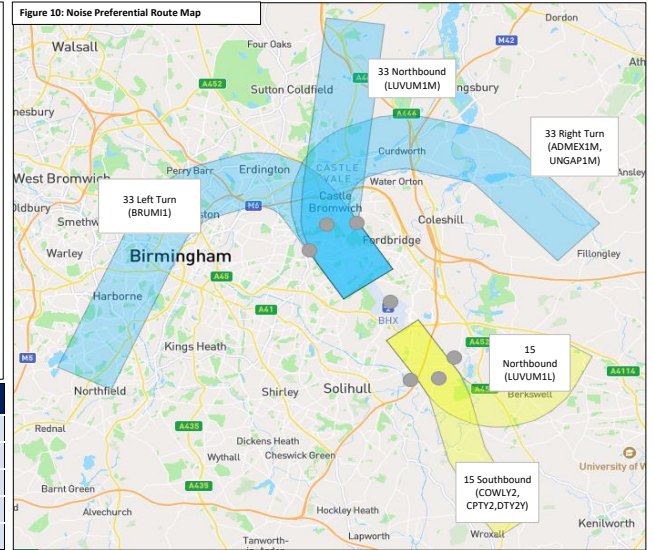 Figure 10: Noise Preferential Route Map
Dordon
Walsall
Four Oaks
M42
A452
Sutton Coldfield
33 Northbound
(LUVUM1M)
ngsbury
Ath
nesbury
A446
33 Right Turn
(ADMEX1M,
UNGAP1M)
Curdworth
Perry Barr
Erdington
CASTLE
VALE
Water Orton
Ansley
West Bromwich
33 Left Turn
(BRUMI1)
Castle
Bromwich
ston
M6
Coleshill
Oldbury
Smethw
Fordbridge
Warley
Birmingham
Fillongley
A45
Harborne
A41
BHX
M5
Kings Heath
A452
15
Northbound
(LUVUM1L)
A4114
Northfield
Shirley
Solihull
A45
Berkswell
Rednal
A435
Dickens Heath
Wythall
Cheswick Green
University of W
Barnt Green
A435
15 Southbound
(COWLY2,
CPTY2,DTY2Y)
d
Alvechurch
Hockley Heath
Kenilworth
Tanworth-
Lapworth
Wroxall